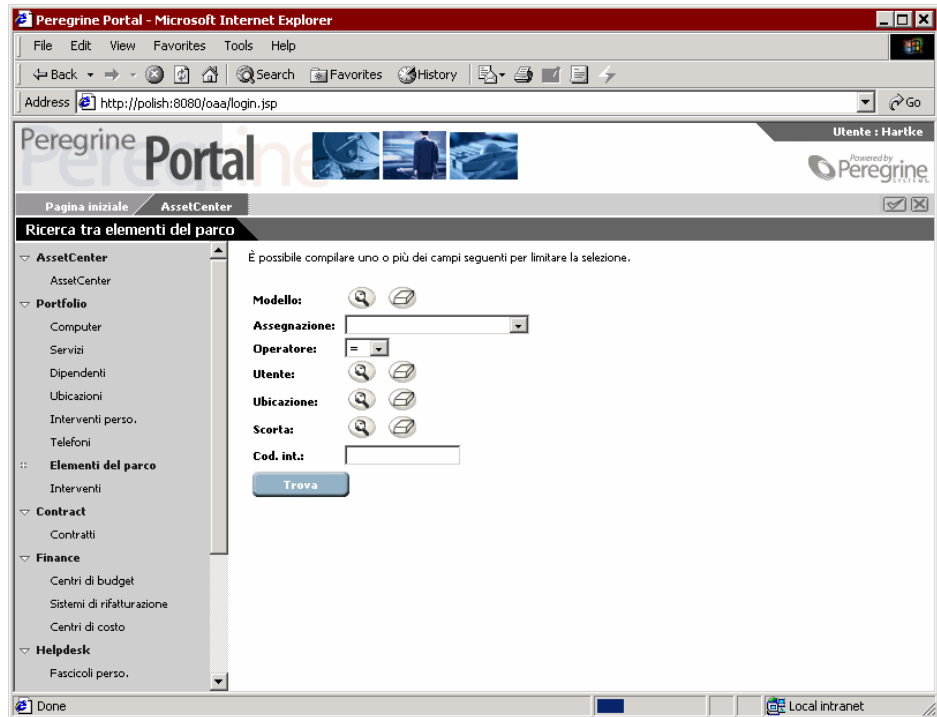 Peregrine Portal - Microsoft Internet Explorer
File Edit View Favorites Tools Help
Back Search Favorites History
Address http://polish:8080/oaa/login.jsp Go
Peregrine Portal
Utente : Hartke
Powered by
Peregrine
SYSTEMS
Pagina iniziale AssetCenter
Ricerca tra elementi del parco
AssetCenter
AssetCenter
Portfolio
Computer
Servizi
Dipendenti
Ubicazioni
Interventi perso.
Telefoni
Elementi del parco
Interventi
Contract
Contratti
Finance
Centri di budget
Sistemi di rifatturazione
Centri di costo
Helpdesk
Fascicoli perso.
È possibile compilare uno o più dei campi seguenti per limitare la selezione.
Modello:
Assegnazione:
Operatore: =
Utente:
Ubicazione:
Scorta:
Cod. int.:
Trova
Done Local intranet